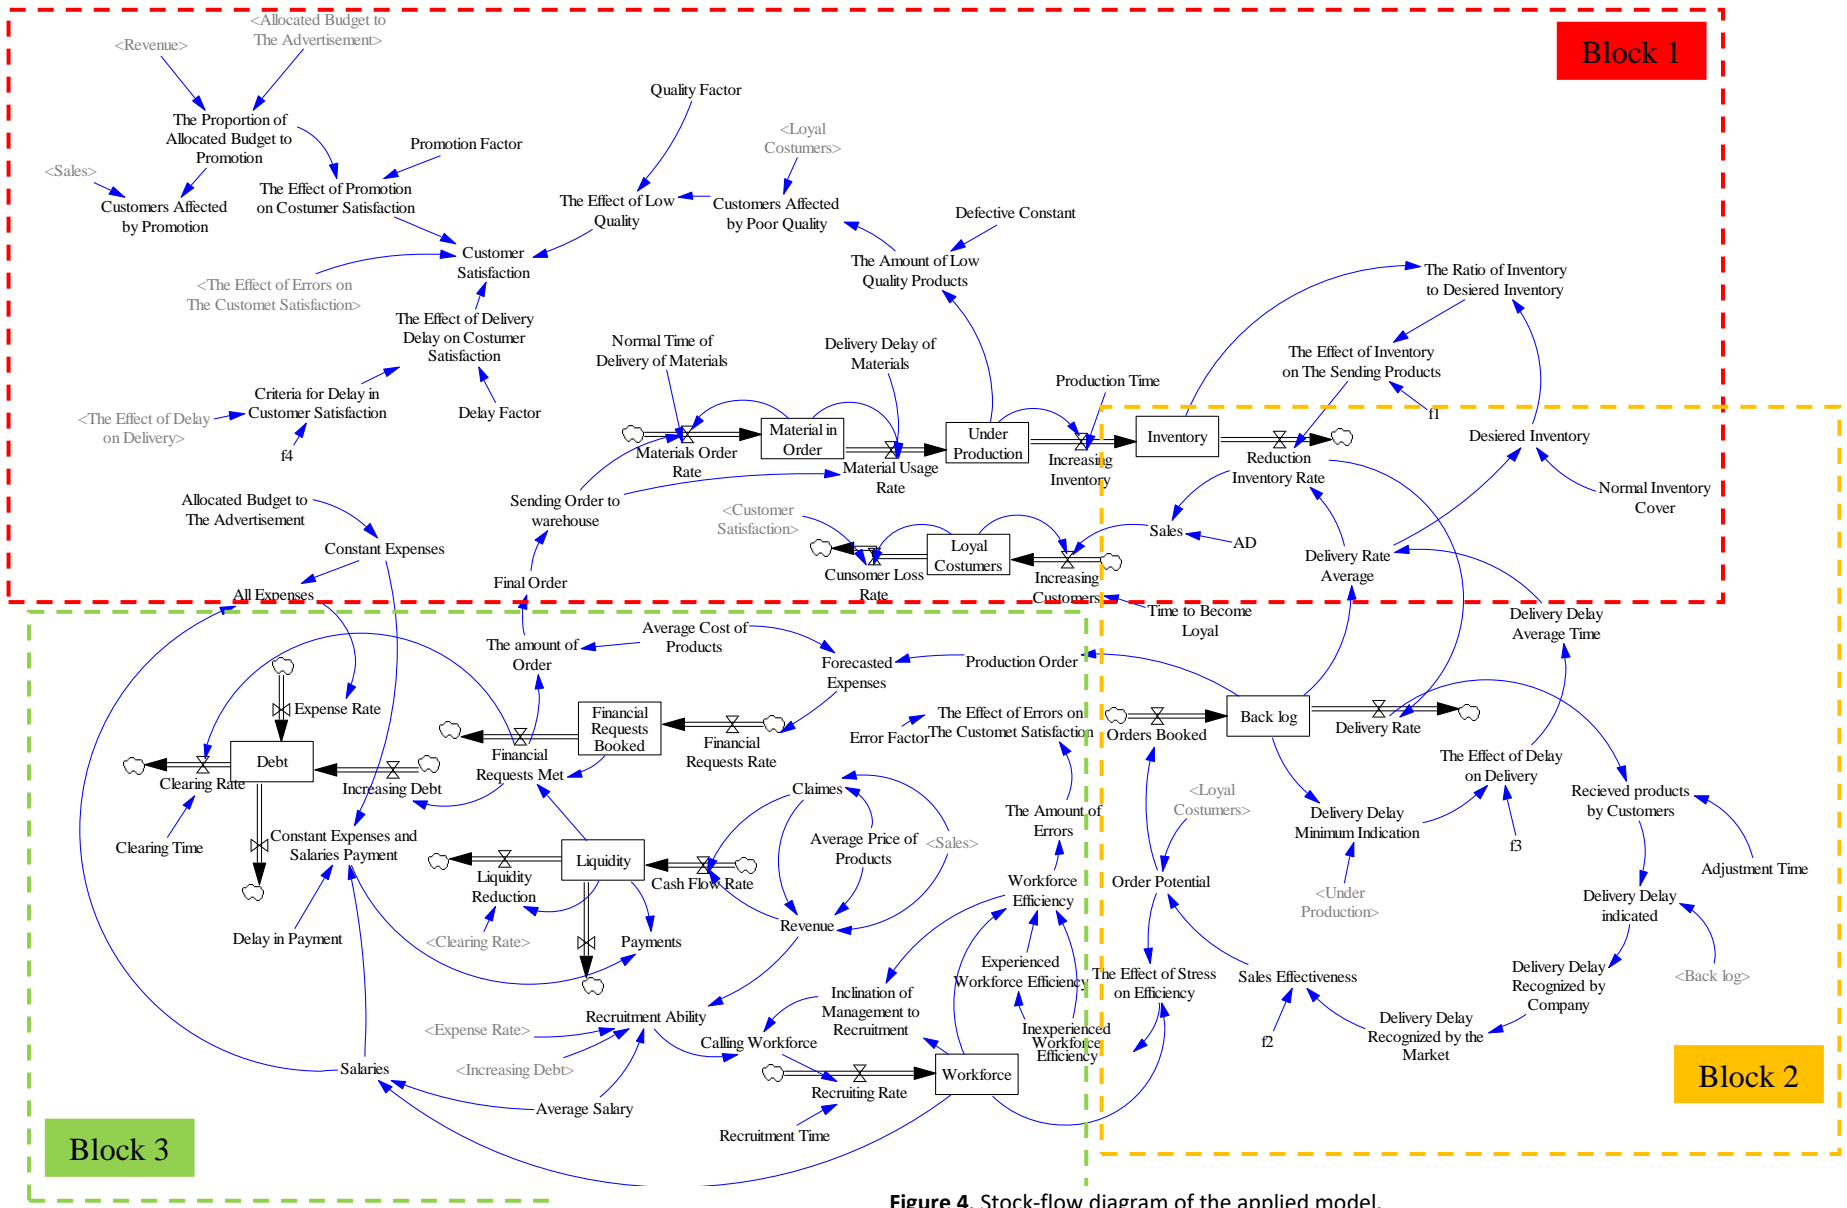 <Allocated Budget to
The Advertisement>
<Revenue>
Block 1
Quality Factor
The Proportion of
Allocated Budget to
Promotion
Promotion Factor
<Loyal
Costumers>
<Sales>
The Effect of Promotion
on Costumer Satisfaction
Customers Affected
by Promotion
The Effect of Low
Quality
Customers Affected
by Poor Quality
Defective Constant
Customer
Satisfaction
The Amount of Low
Quality Products
The Ratio of Inventory
to Desiered Inventory
<The Effect of Errors on
The Customet Satisfaction>
The Effect of Delivery
Delay on Costumer
Satisfaction
Normal Time of
Delivery of Materials
Delivery Delay of
Materials
The Effect of Inventory
on The Sending Products
Production Time
Criteria for Delay in
Customer Satisfaction
<The Effect of Delay
on Delivery>
Delay Factor
f1
f4
Material in
Order
Under
Production
Inventory
Desiered Inventory
Materials Order
Rate
Material Usage
Rate
Increasing
Inventory
Reduction
Inventory Rate
Allocated Budget to
The Advertisement
Sending Order to
warehouse
Normal Inventory
Cover
<Customer
Satisfaction>
Sales
AD
Constant Expenses
Loyal
Costumers
Delivery Rate
Average
Cunsomer Loss
Rate
Increasing
Customers
Final Order
All Expenses
Time to Become
Loyal
Delivery Delay
Average Time
Average Cost of
Products
The amount of
Order
Forecasted
Expenses
Production Order
Expense Rate
Financial
Requests
Booked
The Effect of Errors on
The Customet Satisfaction
Error Factor
Back log
Orders Booked
Delivery Rate
Debt
Financial
Requests Met
Financial
Requests Rate
The Effect of Delay
on Delivery
Clearing Rate
Increasing Debt
Claimes
<Loyal
Costumers>
Recieved products
by Customers
The Amount of
Errors
Delivery Delay
Minimum Indication
Clearing Time
Constant Expenses and
Salaries Payment
Average Price of
Products
<Sales>
f3
Liquidity
Liquidity
Reduction
Cash Flow Rate
Workforce
Efficiency
Order Potential
Adjustment Time
<Under
Production>
Delivery Delay
indicated
Delay in Payment
<Clearing Rate>
Payments
Revenue
Experienced
Workforce Efficiency
The Effect of Stress
on Efficiency
Sales Effectiveness
Delivery Delay
Recognized by
Company
<Back log>
Inclination of
Management to
Recruitment
Recruitment Ability
<Expense Rate>
Inexperienced
Workforce
Efficiency
Calling Workforce
f2
Delivery Delay
Recognized by the
Market
<Increasing Debt>
Salaries
Workforce
Block 2
Recruiting Rate
Average Salary
Recruitment Time
Block 3
Figure 4. Stock-flow diagram of the applied model.